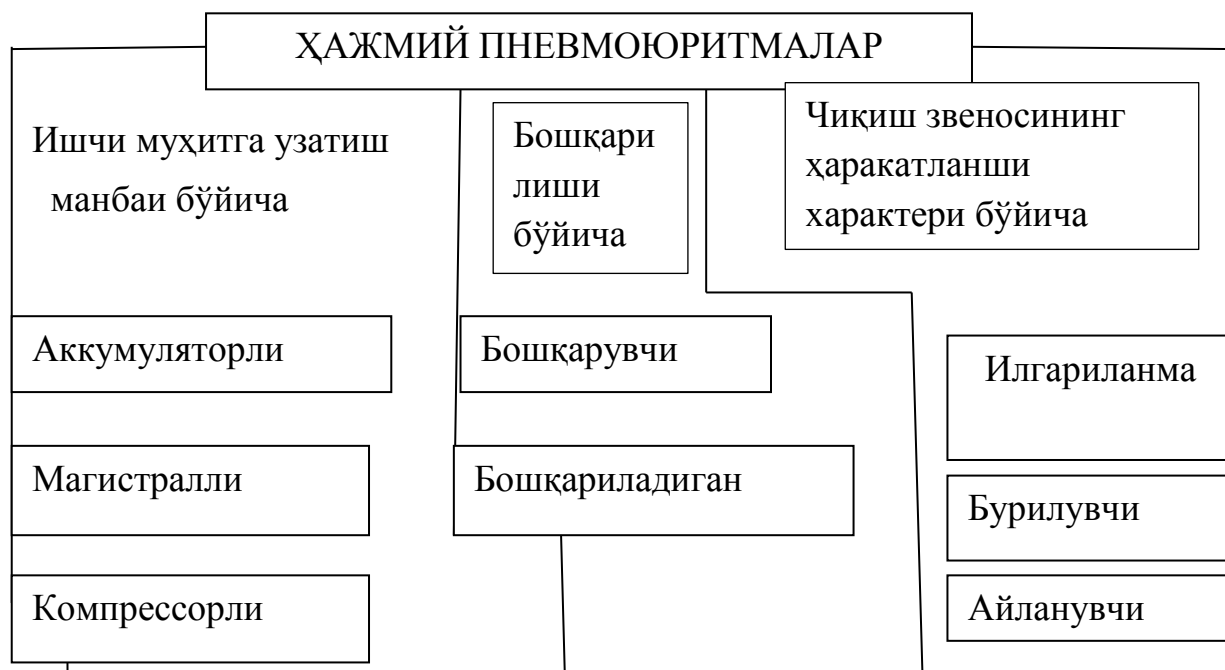 ҲАЖМИЙ ПНЕВМОЮРИТМАЛАР
Ишчи муҳитга узатиш
манбаи бўйича
Бошқари
лиши
бўйича
Чиқиш звеносининг
ҳаракатланши
характери бўйича
Аккумуляторли
Магистралли
Компрессорли
Бошқарувчи
Бошқариладиган
Илгариланма
Бурилувчи
Айланувчи